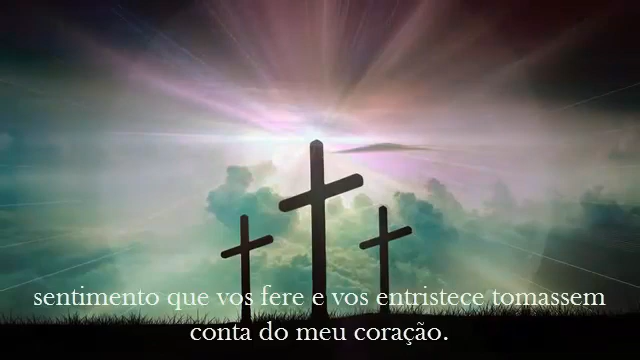 sentimento que vos fere e vos entristece tomassem
conta do meu coração.